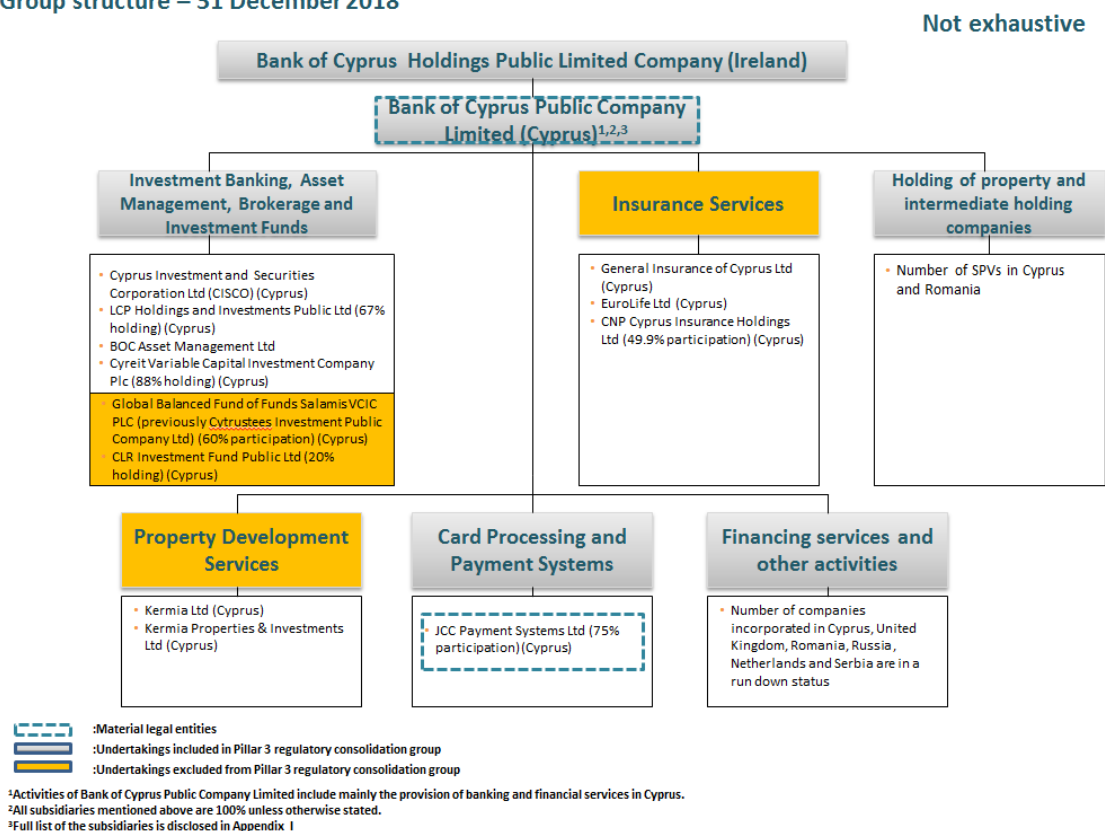 Group structure – 31 December 2018
Not exhaustive
Bank of Cyprus Holdings Public Limited Company (Ireland)
Bank of Cyprus Public Company
Limited (Cyprus)1,2,3
Investment Banking, Asset
Management, Brokerage and
Investment Funds
Insurance Services
Holding of property and
intermediate holding
companies
• Cyprus Investment and Securities
Corporation Ltd (CISCO) (Cyprus)
• LCP Holdings and Investments Public Ltd (67%
holding) (Cyprus)
• BOC Asset Management Ltd
• Cyreit Variable Capital Investment Company
Plc (88% holding) (Cyprus)
• Global Balanced Fund of Funds Salamis VCIC
PLC (previously Cytrustees Investment Public
Company Ltd) (60% participation) (Cyprus)
• CLR Investment Fund Public Ltd (20%
holding) (Cyprus)
• General Insurance of Cyprus Ltd
(Cyprus)
• EuroLife Ltd (Cyprus)
• CNP Cyprus Insurance Holdings
Ltd (49.9% participation) (Cyprus)
• Number of SPVs in Cyprus
and Romania
Property Development
Services
Card Processing and
Payment Systems
Financing services and
other activities
• Kermia Ltd (Cyprus)
• Kermia Properties & Investments
Ltd (Cyprus)
• JCC Payment Systems Ltd (75%
participation) (Cyprus)
• Number of companies
incorporated in Cyprus, United
Kingdom, Romania, Russia,
Netherlands and Serbia are in a
run down status
:Material legal entities
:Undertakings included in Pillar 3 regulatory consolidation group
:Undertakings excluded from Pillar 3 regulatory consolidation group
1Activities of Bank of Cyprus Public Company Limited include mainly the provision of banking and financial services in Cyprus.
2All subsidiaries mentioned above are 100% unless otherwise stated.
3Full list of the subsidiaries is disclosed in Appendix I